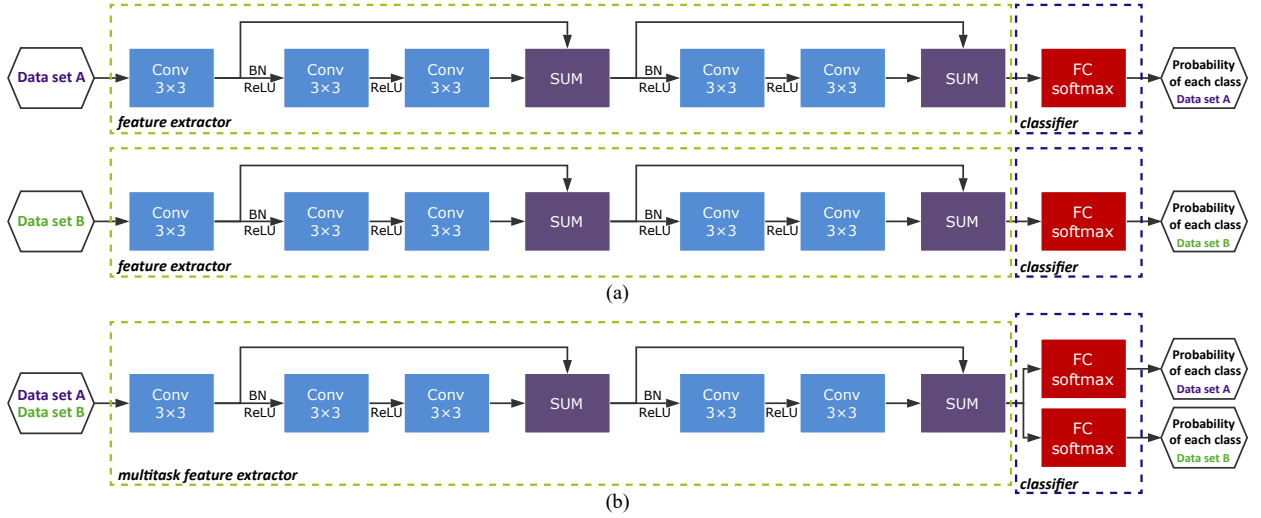 Data set A
Conv
3×3
BN
ReLU
Conv
3×3
ReLU
Conv
3×3
SUM
BN
ReLU
Conv
3×3
ReLU
Conv
3×3
SUM
FC
softmax
Probability
of each class
Data set A
feature extractor
classifier
Data set B
Conv
3×3
BN
ReLU
Conv
3×3
ReLU
Conv
3×3
SUM
BN
ReLU
Conv
3×3
ReLU
Conv
3×3
SUM
FC
softmax
Probability
of each class
Data set B
feature extractor
classifier
(a)
Data set A
Data set B
Conv
3×3
BN
ReLU
Conv
3×3
ReLU
Conv
3×3
SUM
BN
ReLU
Conv
3×3
ReLU
Conv
3×3
SUM
FC
softmax
Probability
of each class
Data set A
FC
softmax
Probability
of each class
Data set B
multitask feature extractor
classifier
(b)